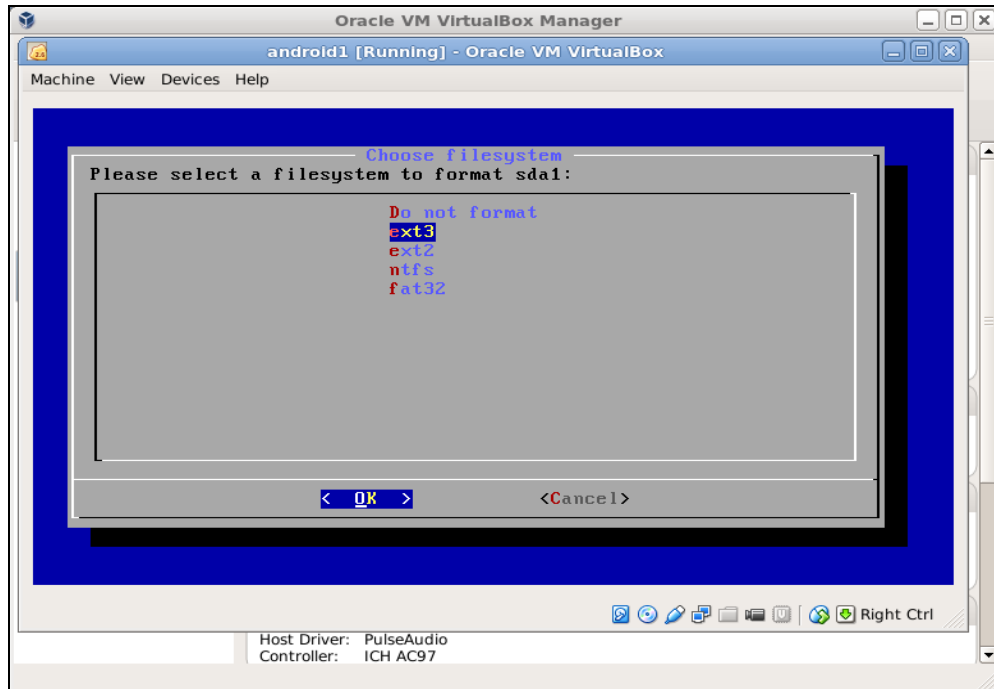 Oracle VM VirtualBox Manager
android1 [Running] - Oracle VM VirtualBox
Machine View Devices Help
Choose filesystem
Please select a filesystem to format sda1:
Do not format
ext3
ext2
ntfs
fat32
< OK > <Cancel>
Right Ctrl
Host Driver: PulseAudio
Controller: ICH AC97